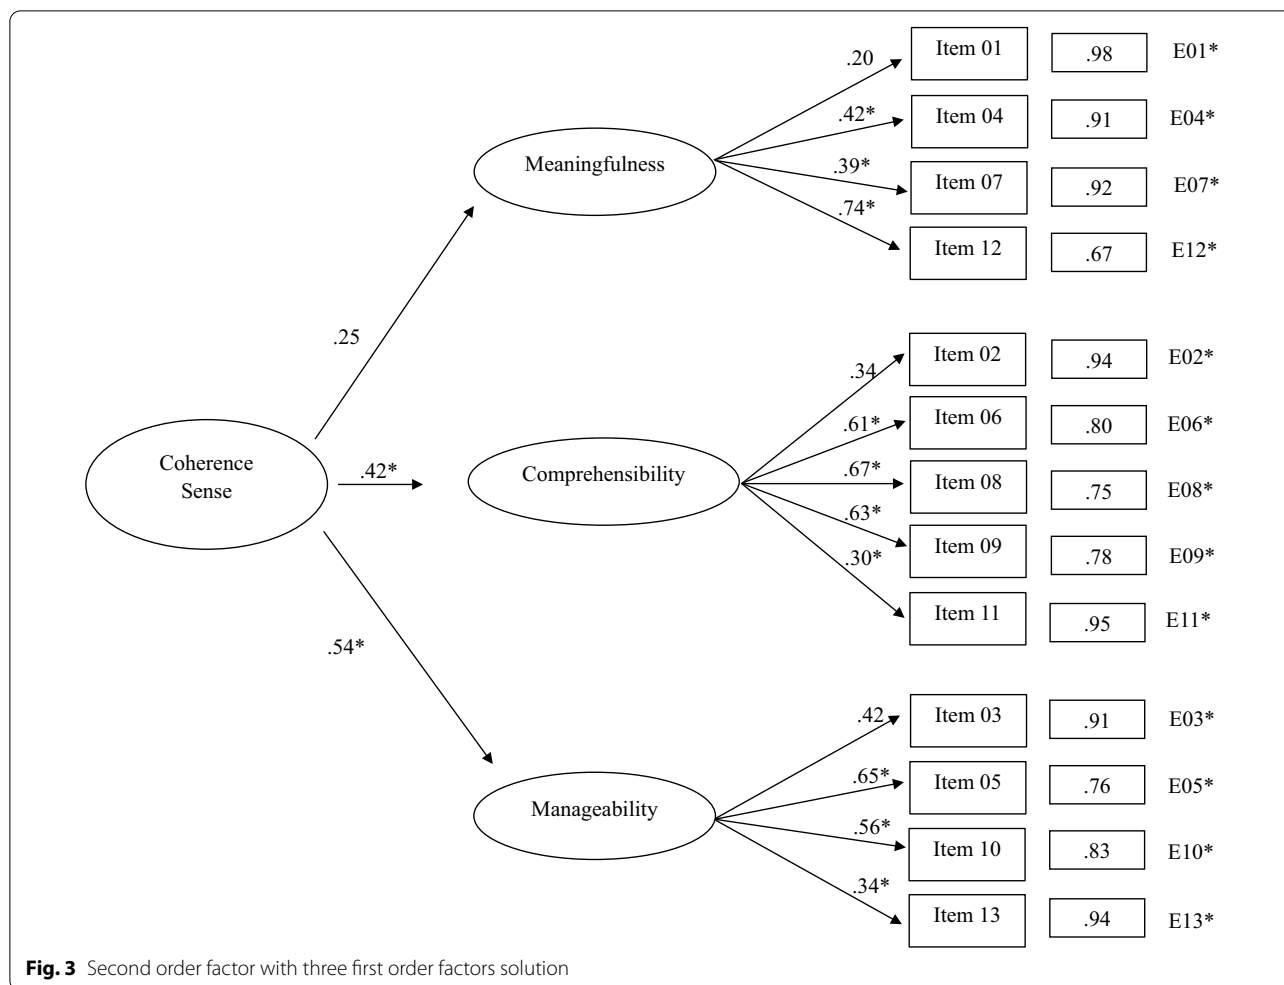 .20
Item 01
.98
E01*
.42*
Item 04
.91
E04*
Meaningfulness
.39*
Item 07
.92
E07*
.74*
Item 12
.67
E12*
.25
.34
Item 02
.94
E02*
.61*
Item 06
.80
E06*
Coherence
Sense
.42*
Comprehensibility
.67*
Item 08
.75
E08*
.63*
Item 09
.78
E09*
.30*
Item 11
.95
E11*
.54*
.42
Item 03
.91
E03*
.65*
Item 05
.76
E05*
Manageability
.56*
Item 10
.83
E10*
.34*
Item 13
.94
E13*
Fig. 3 Second order factor with three first order factors solution